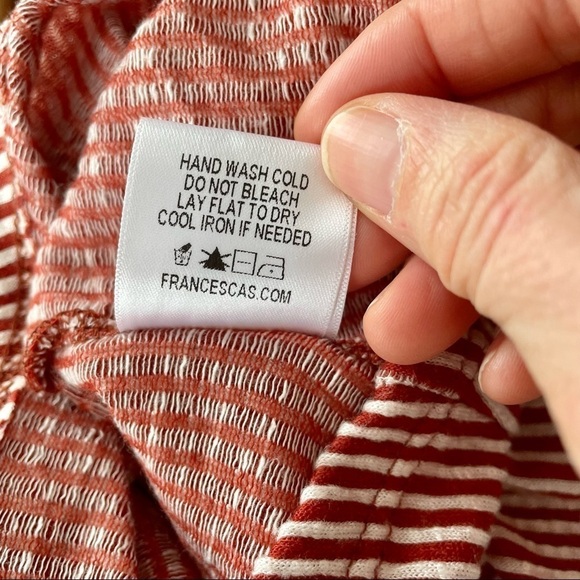 HAND WASH COLD
DO NOT BLEACH
LAY FLAT TO DRY
COOL IRON IF NEEDED
FRANCESCAS.COM